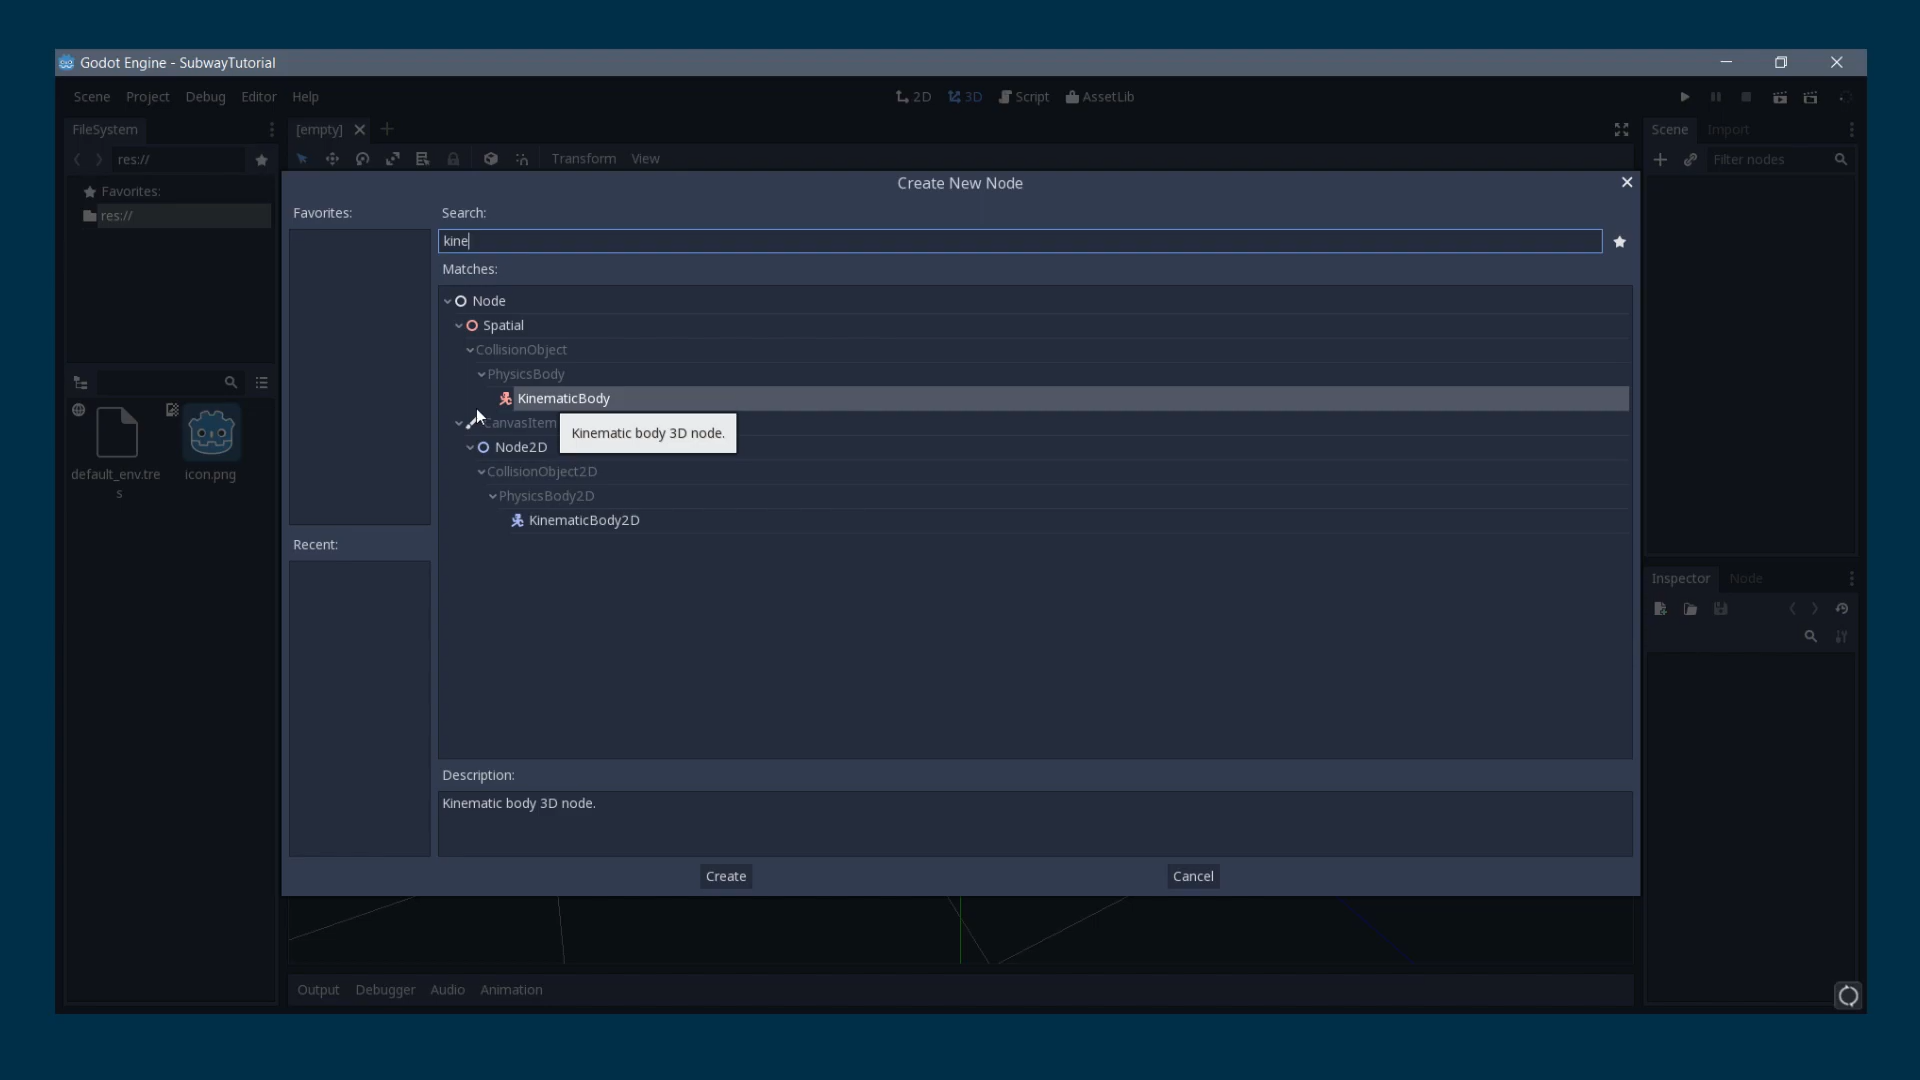 Godot Engine - SubwayTutorial
Scene Project Debug Editor Help
2D 3D Script AssetLib
FileSystem
[empty]
Scene Import
res://
Transform View
Filter nodes
Favorites:
res://
Create New Node
Favorites:
Search:
kine
Matches:
Node
Spatial
CollisionObject
PhysicsBody
KinematicBody
CanvasItem
Kinematic body 3D node.
Node2D
CollisionObject2D
PhysicsBody2D
KinematicBody2D
default_env.tre
s
icon.png
Recent:
Inspector Node
Description:
Kinematic body 3D node.
Create
Cancel
Output Debugger Audio Animation